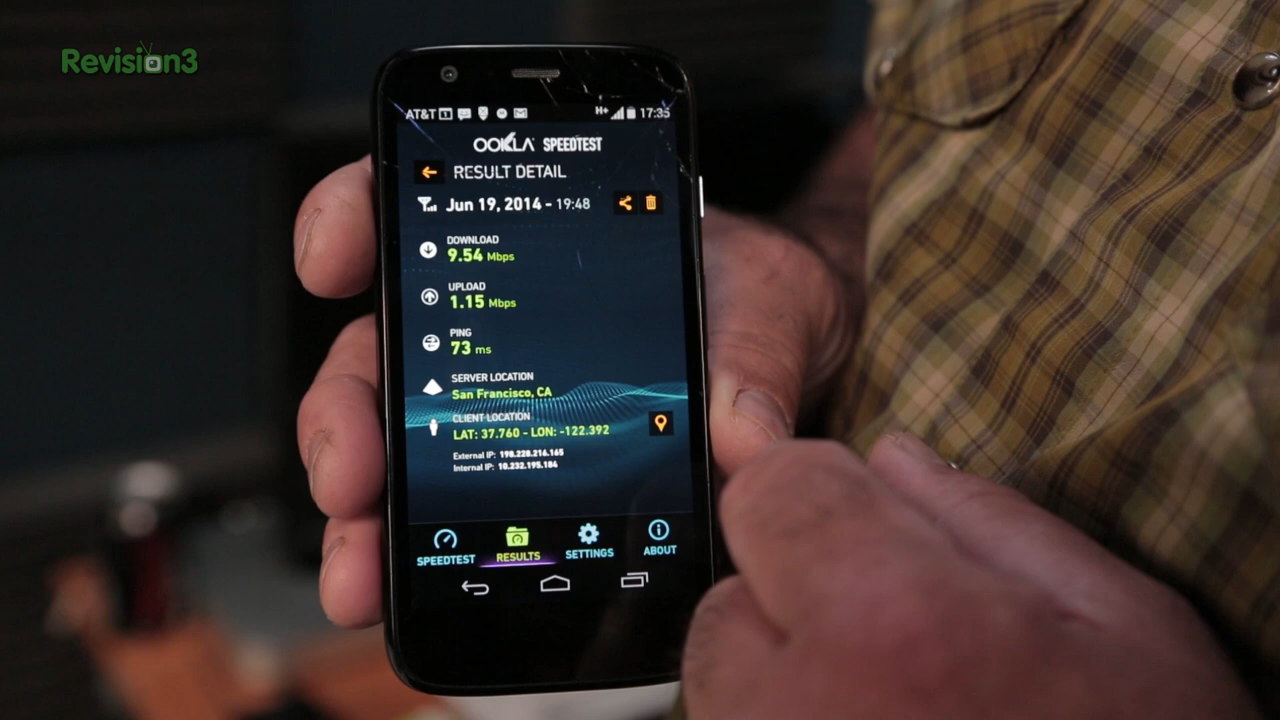 Revision3
AT&T H+ 17:35
OOKLA SPEEDTEST
RESULT DETAIL
Jun 19, 2014 - 19:48
DOWNLOAD
9.54 Mbps
UPLOAD
1.15 Mbps
PING
73 ms
SERVER LOCATION
San Francisco, CA
CLIENT LOCATION
LAT: 37.760 - LON: -122.392
External IP: 198.228.216.165
Internal IP: 10.232.195.184
SPEEDTEST RESULTS SETTINGS ABOUT